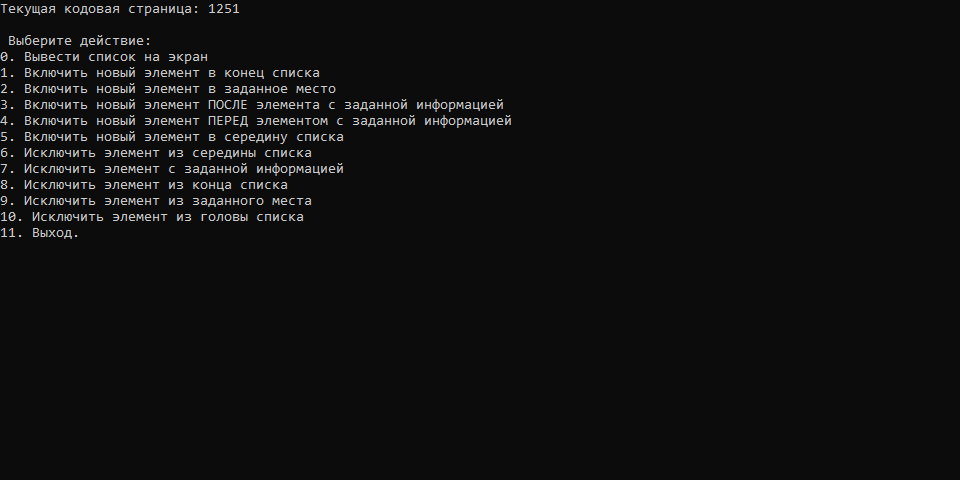 Текущая кодовая страница: 1251
Выберите действие:
0. Вывести список на экран
1. Включить новый элемент в конец списка
2. Включить новый элемент в заданное место
3. Включить новый элемент ПОСЛЕ элемента с заданной информацией
4. Включить новый элемент ПЕРЕД элементом с заданной информацией
5. Включить новый элемент в середину списка
6. Исключить элемент из середины списка
7. Исключить элемент с заданной информацией
8. Исключить элемент из конца списка
9. Исключить элемент из заданного места
10. Исключить элемент из головы списка
11. Выход.